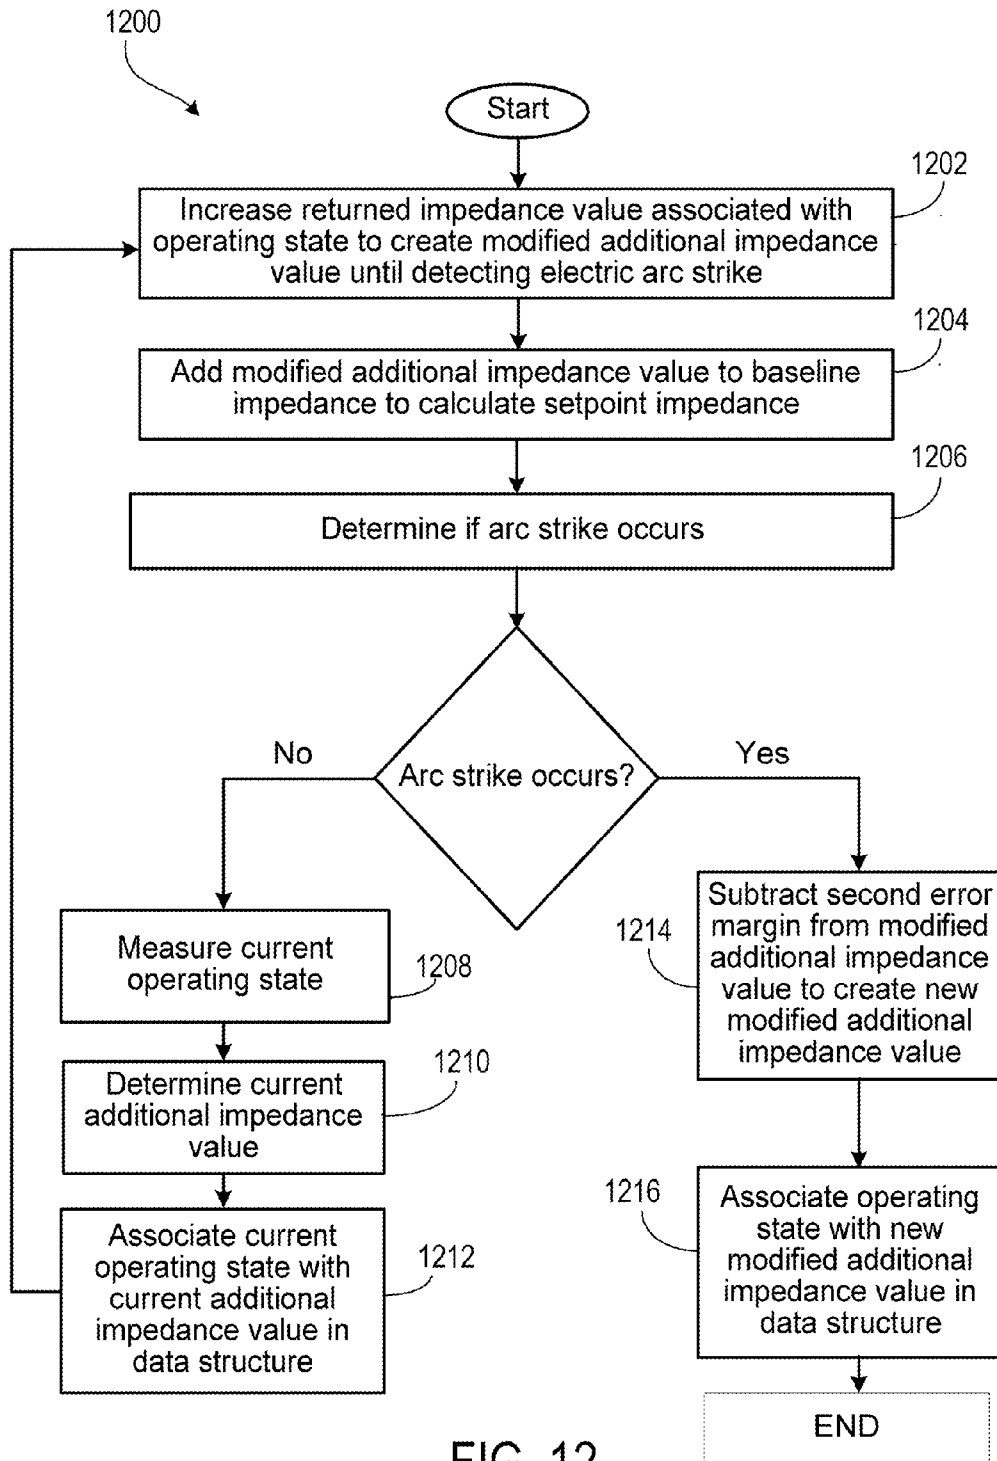 1200
Start
1202
Increase returned impedance value associated with
operating state to create modified additional impedance
value until detecting electric arc strike
1204
Add modified additional impedance value to baseline
impedance to calculate setpoint impedance
1206
Determine if arc strike occurs
No
Yes
Arc strike occurs?
Measure current
operating state
1208
Determine current
additional impedance
value
1210
Associate current
operating state with
current additional
impedance value in
data structure
1212
Subtract second error
margin from modified
additional impedance
value to create new
modified additional
impedance value
1214
Associate operating
state with new
modified additional
impedance value in
data structure
1216
END
FIG. 12